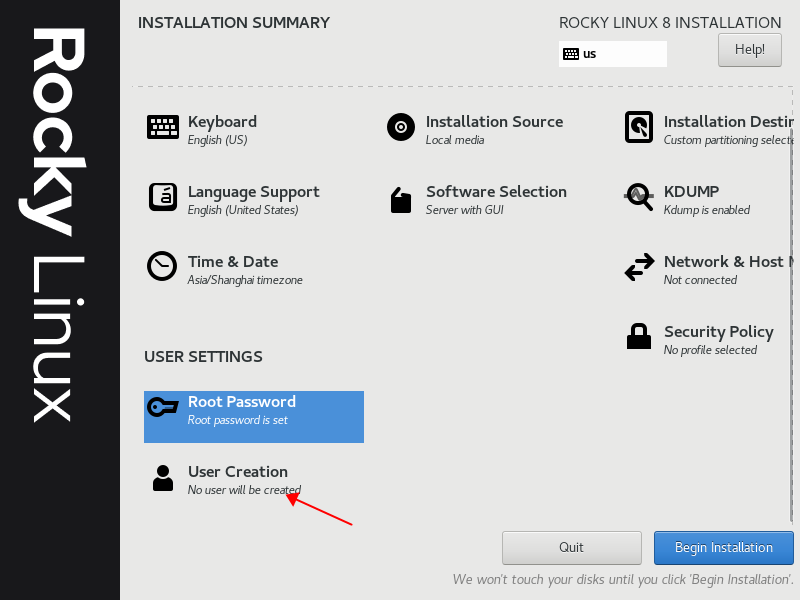 Rocky Linux
INSTALLATION SUMMARY
ROCKY LINUX 8 INSTALLATION
us
Help!
Keyboard
English (US)
Installation Source
Local media
Installation Destin
Custom partitioning selecte
Language Support
English (United States)
Software Selection
Server with GUI
KDUMP
Kdump is enabled
Time & Date
Asia/Shanghai timezone
Network & Host N
Not connected
Security Policy
No profile selected
USER SETTINGS
Root Password
Root password is set
User Creation
No user will be created
Quit
Begin Installation
We won't touch your disks until you click 'Begin Installation'.